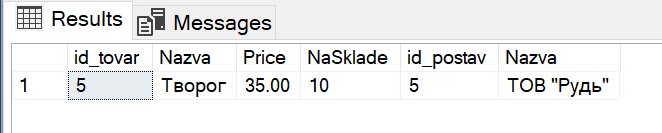 Results Messages
id_tovar Nazva Price NaSklade id_postav Nazva
1 5 Творог 35.00 10 5 ТОВ "Рудь"